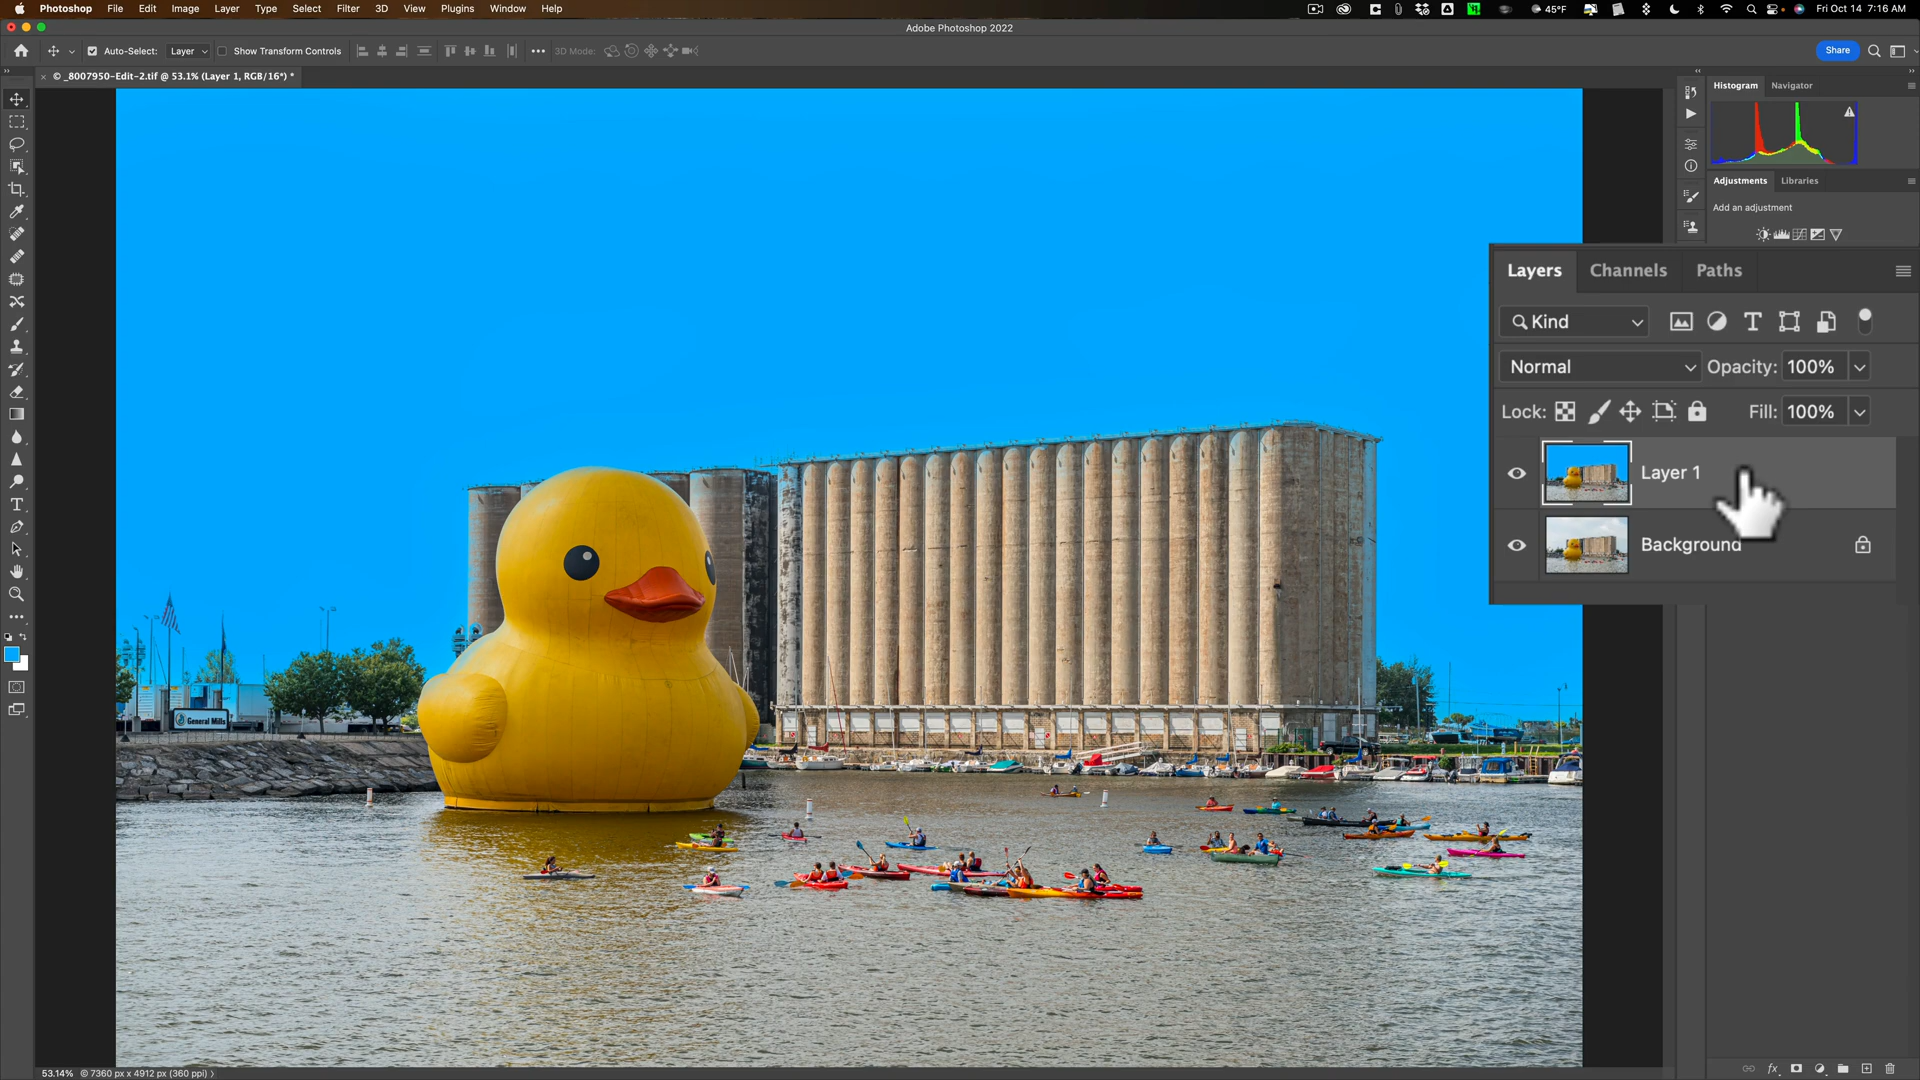 Photoshop File Edit Image Layer Type Select Filter 3D View Plugins Window Help 45°F Fri Oct 14 7:16 AM
Adobe Photoshop 2022
Auto-Select: Layer Show Transform Controls 3D Mode: Share
© _8007950-Edit-2.tif @ 53.1% (Layer 1, RGB/16*) *
Histogram Navigator
Adjustments Libraries
Add an adjustment
Layers Channels Paths
Kind
Normal Opacity: 100%
Lock: Fill: 100%
Layer 1
Background
General Mills
53.14% © 7360 px x 4912 px (360 ppi)
fx